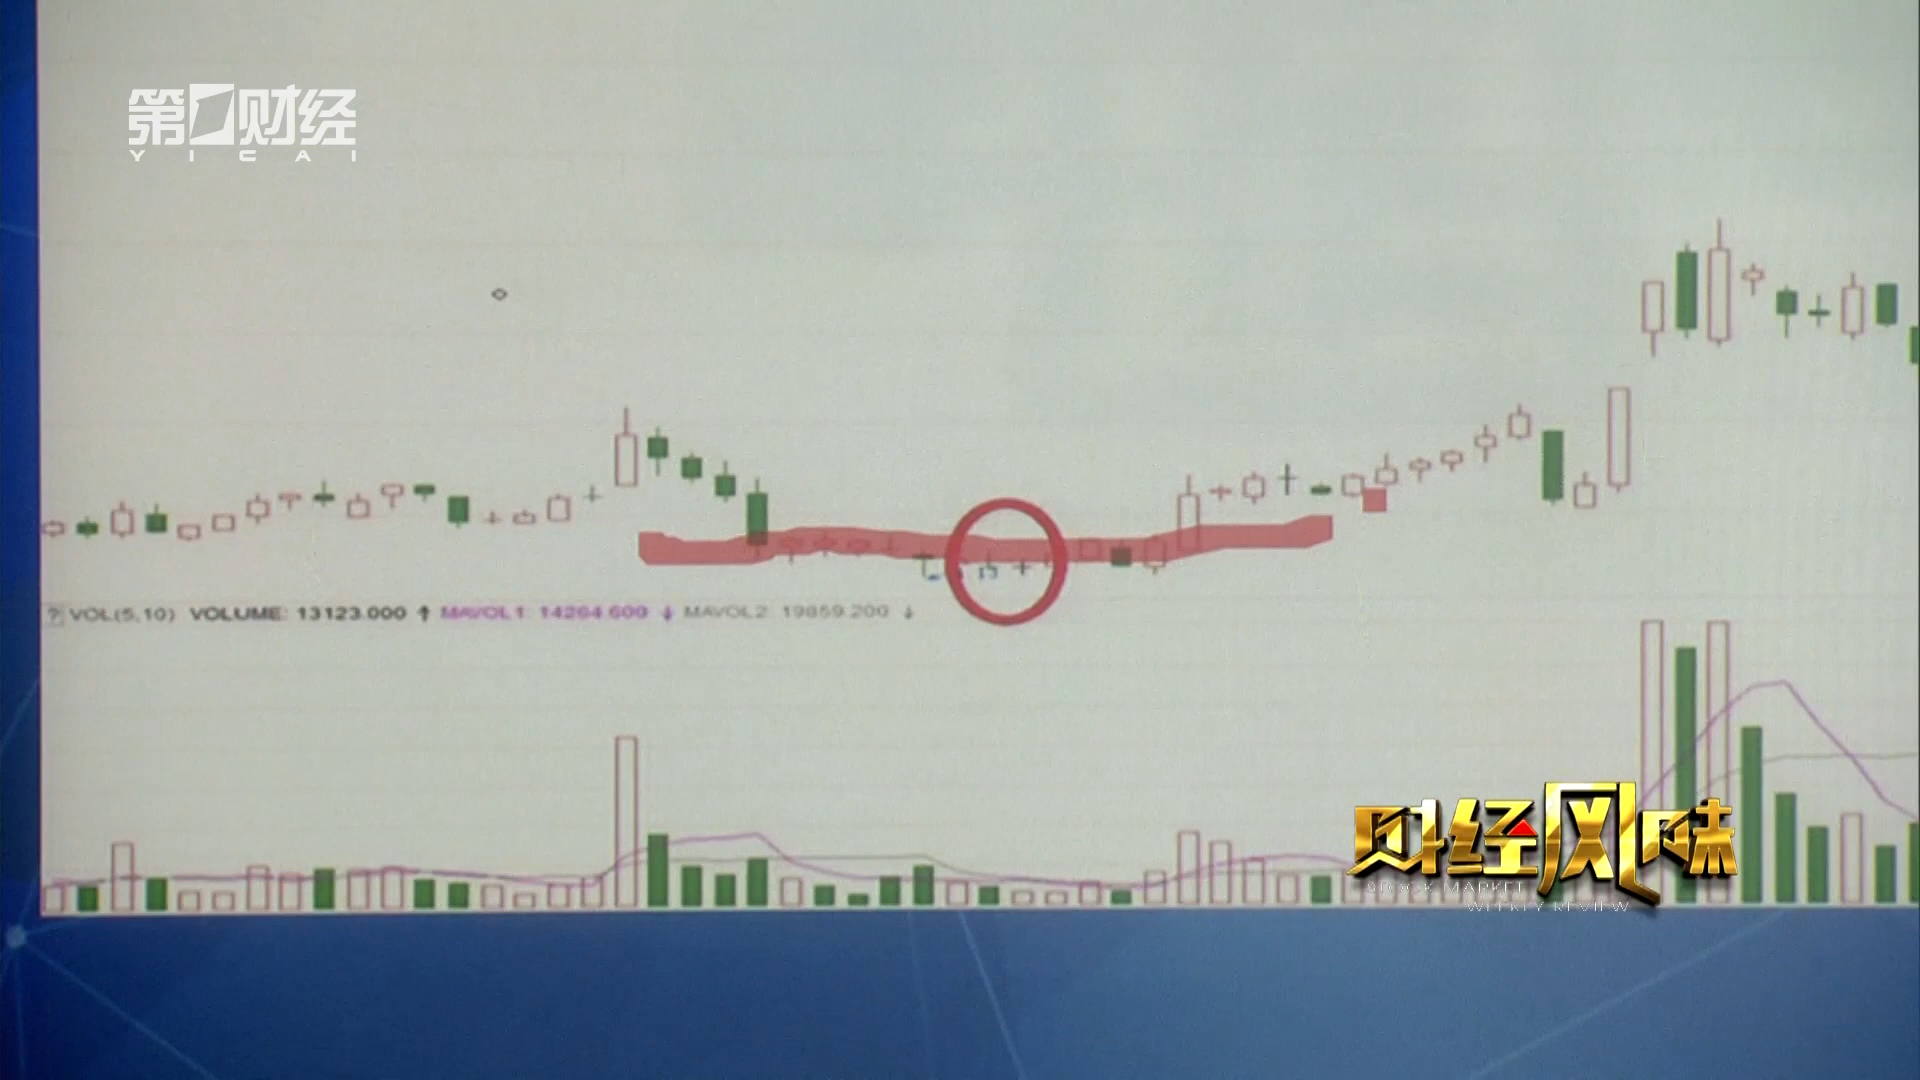 第一财经
YICAI
VOL(5,10) VOLUME: 13123.000 ↑ MAVOL1: 14264.600 ↓ MAVOL2: 19859.200 ↓
财经风味
STOCK MARKET
WEEKLY REVIEW